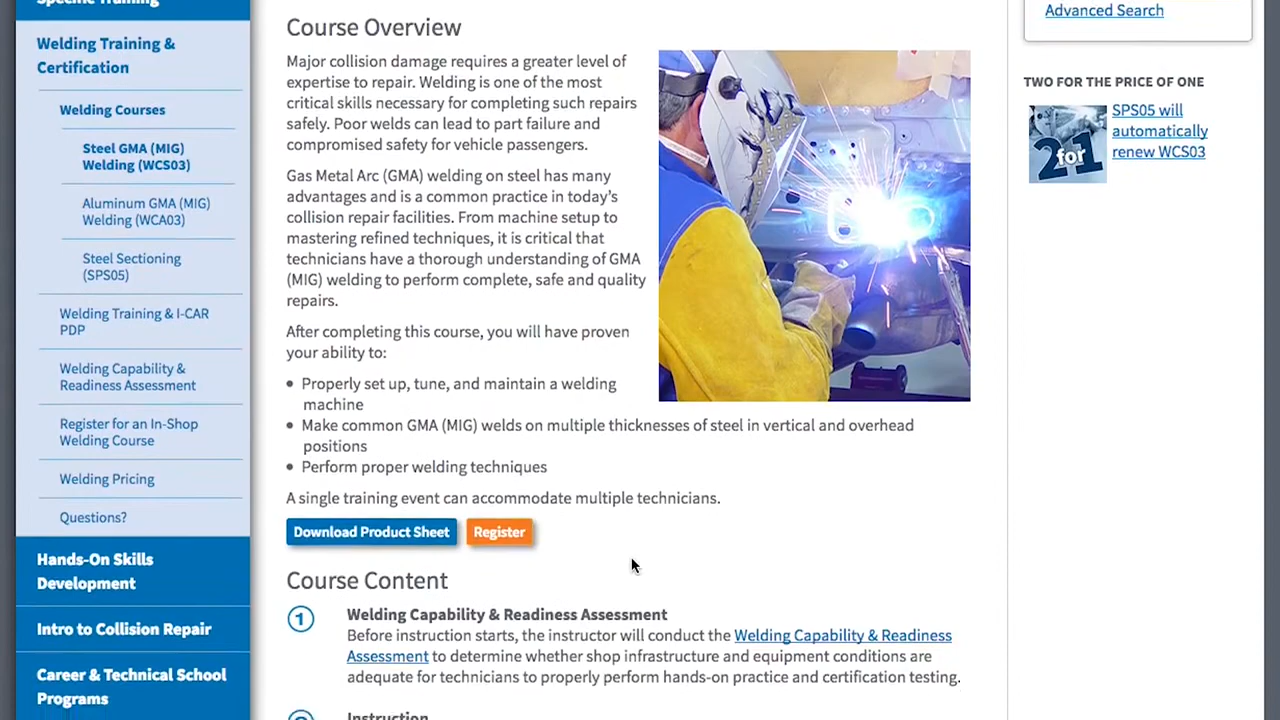 Specific Training
Welding Training &
Certification
Welding Courses
Steel GMA (MIG)
Welding (WCS03)
Aluminum GMA (MIG)
Welding (WCA03)
Steel Sectioning
(SPS05)
Welding Training & I-CAR
PDP
Welding Capability &
Readiness Assessment
Register for an In-Shop
Welding Course
Welding Pricing
Questions?
Hands-On Skills
Development
Intro to Collision Repair
Career & Technical School
Programs
Course Overview
Major collision damage requires a greater level of
expertise to repair. Welding is one of the most
critical skills necessary for completing such repairs
safely. Poor welds can lead to part failure and
compromised safety for vehicle passengers.
Gas Metal Arc (GMA) welding on steel has many
advantages and is a common practice in today’s
collision repair facilities. From machine setup to
mastering refined techniques, it is critical that
technicians have a thorough understanding of GMA
(MIG) welding to perform complete, safe and quality
repairs.
After completing this course, you will have proven
your ability to:
• Properly set up, tune, and maintain a welding
machine
• Make common GMA (MIG) welds on multiple thicknesses of steel in vertical and overhead
positions
• Perform proper welding techniques
A single training event can accommodate multiple technicians.
Download Product Sheet Register
Course Content
1 Welding Capability & Readiness Assessment
Before instruction starts, the instructor will conduct the Welding Capability & Readiness
Assessment to determine whether shop infrastructure and equipment conditions are
adequate for technicians to properly perform hands-on practice and certification testing.
Instruction
Advanced Search
TWO FOR THE PRICE OF ONE
2 for 1
SPS05 will
automatically
renew WCS03